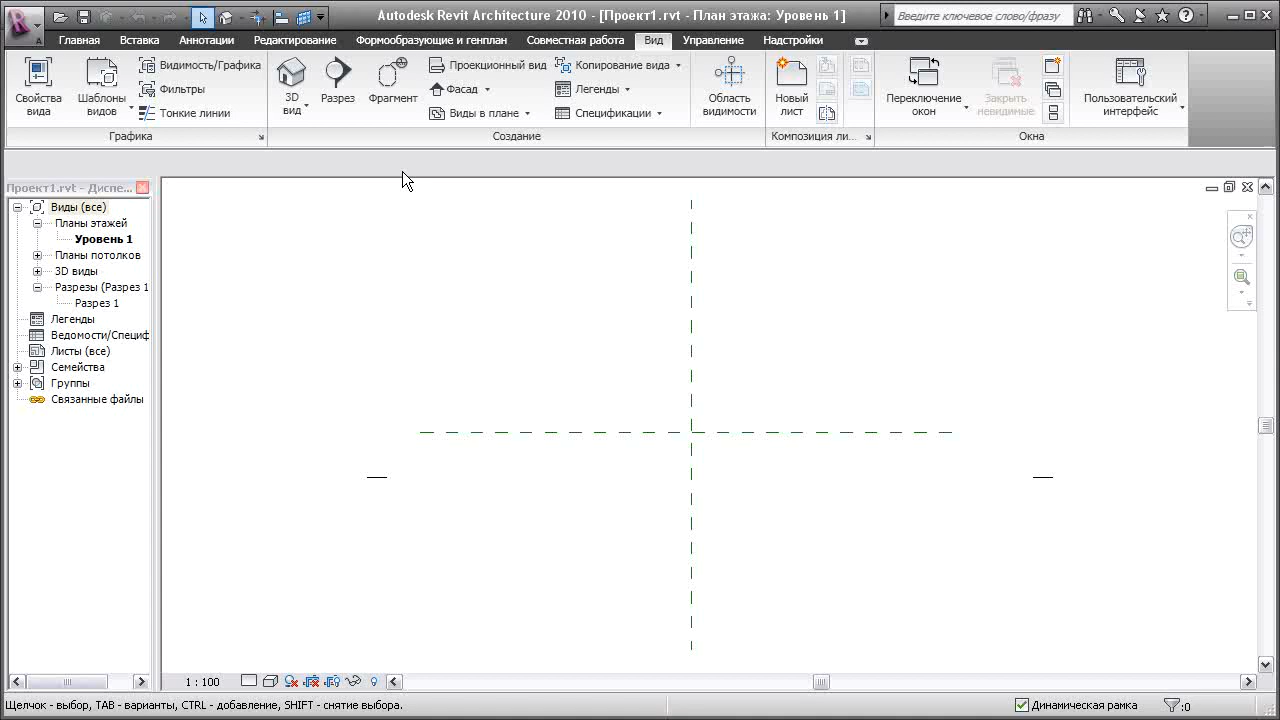 Autodesk Revit Architecture 2010 - [Проект1.rvt - План этажа: Уровень 1]
Введите ключевое слово/фразу
Главная Вставка Аннотации Редактирование Формообразующие и генплан Совместная работа Вид Управление Надстройки
Свойства вида
Шаблоны видов
Видимость/Графика
Фильтры
Тонкие линии
Графика
3D вид
Разрез
Фрагмент
Проекционный вид
Фасад
Виды в плане
Копирование вида
Легенды
Спецификации
Создание
Область видимости
Новый лист
Композиция ли...
Переключение окон
Закрыть невидимые
Пользовательский интерфейс
Окна
Проект1.rvt - Диспе...
Виды (все)
Планы этажей
Уровень 1
Планы потолков
3D виды
Разрезы (Разрез 1
Разрез 1
Легенды
Ведомости/Специф
Листы (все)
Семейства
Группы
Связанные файлы
1 : 100
Щелчок - выбор, TAB - варианты, CTRL - добавление, SHIFT - снятие выбора.
Динамическая рамка
:0